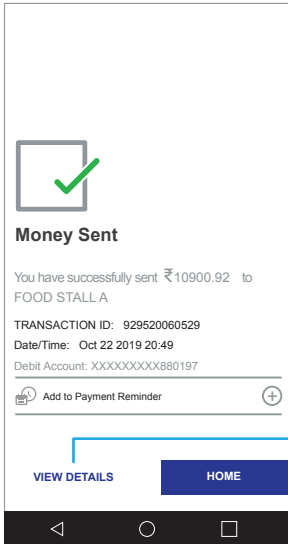 Money Sent
You have successfully sent ₹10900.92 to
FOOD STALL A
TRANSACTION ID: 929520060529
Date/Time: Oct 22 2019 20:49
Debit Account: XXXXXXXXX880197
Add to Payment Reminder
VIEW DETAILS HOME